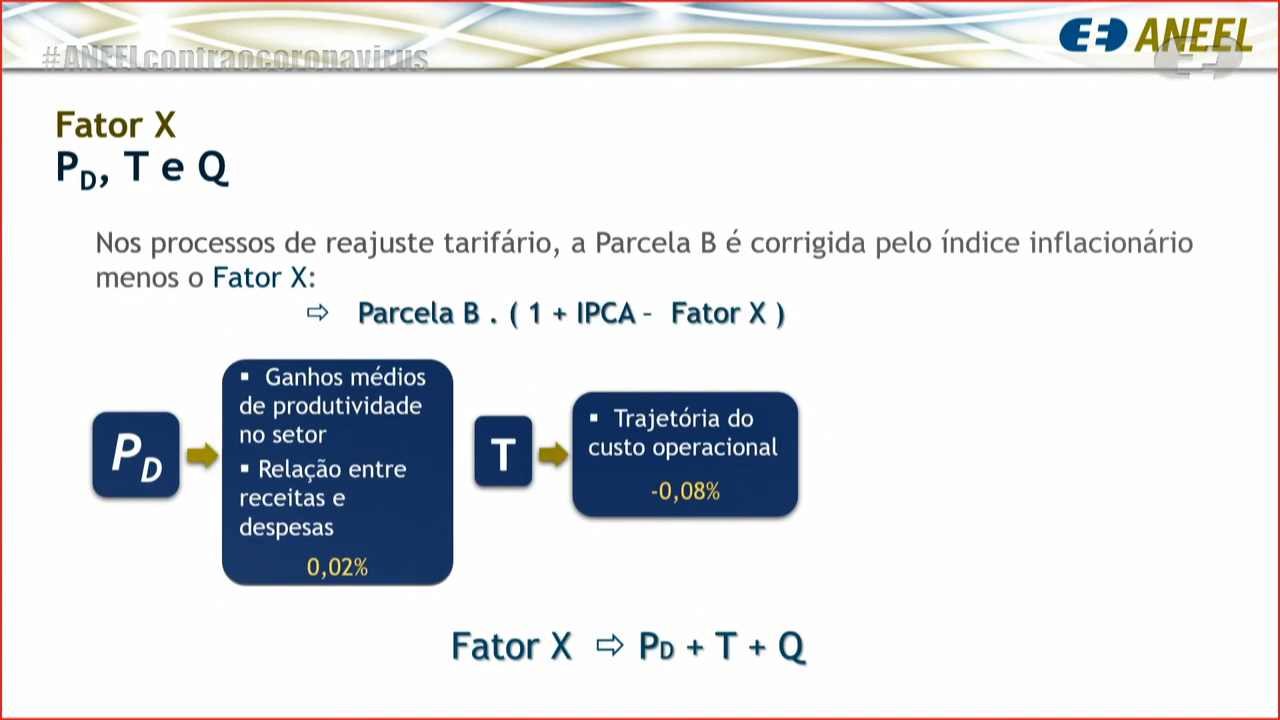 #ANEELcontraocoronavirus
ANEEL
Fator X
PD, T e Q
Nos processos de reajuste tarifário, a Parcela B é corrigida pelo índice inflacionário
menos o Fator X:
⇨ Parcela B . ( 1 + IPCA – Fator X )
PD
▪ Ganhos médios
de produtividade
no setor
▪ Relação entre
receitas e
despesas
0,02%
T
▪ Trajetória do
custo operacional
-0,08%
Fator X ⇨ PD + T + Q